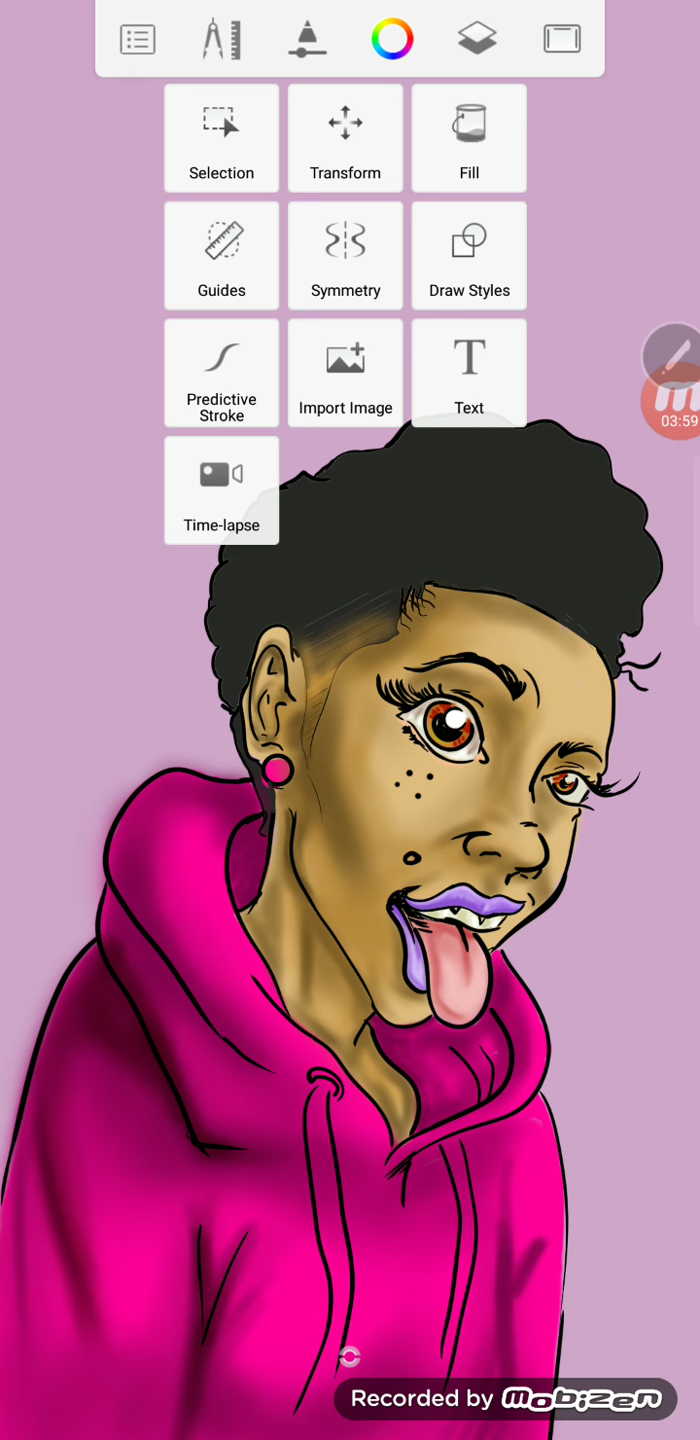 Selection
Transform
Fill
Guides
Symmetry
Draw Styles
Predictive
Stroke
Import Image
Text
Time-lapse
03:59
Recorded by Mobizen